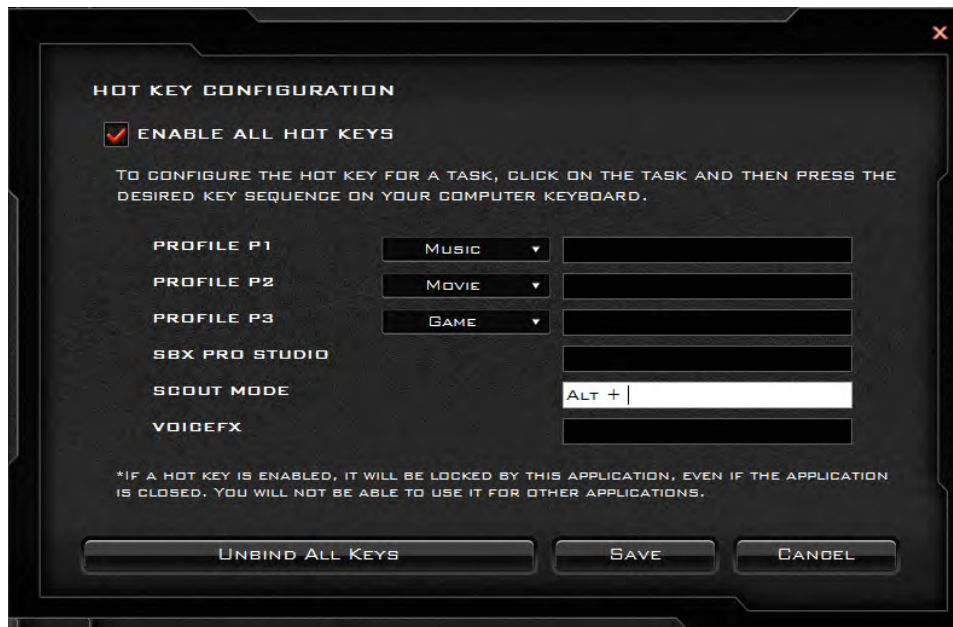 HOT KEY CONFIGURATION
ENABLE ALL HOT KEYS
TO CONFIGURE THE HOT KEY FOR A TASK, CLICK ON THE TASK AND THEN PRESS THE
DESIRED KEY SEQUENCE ON YOUR COMPUTER KEYBOARD.
PROFILE P1 MUSIC
PROFILE P2 MOVIE
PROFILE P3 GAME
SBX PRO STUDIO
SCOUT MODE ALT +
VOICEFX
*IF A HOT KEY IS ENABLED, IT WILL BE LOCKED BY THIS APPLICATION, EVEN IF THE APPLICATION
IS CLOSED. YOU WILL NOT BE ABLE TO USE IT FOR OTHER APPLICATIONS.
UNBIND ALL KEYS SAVE CANCEL